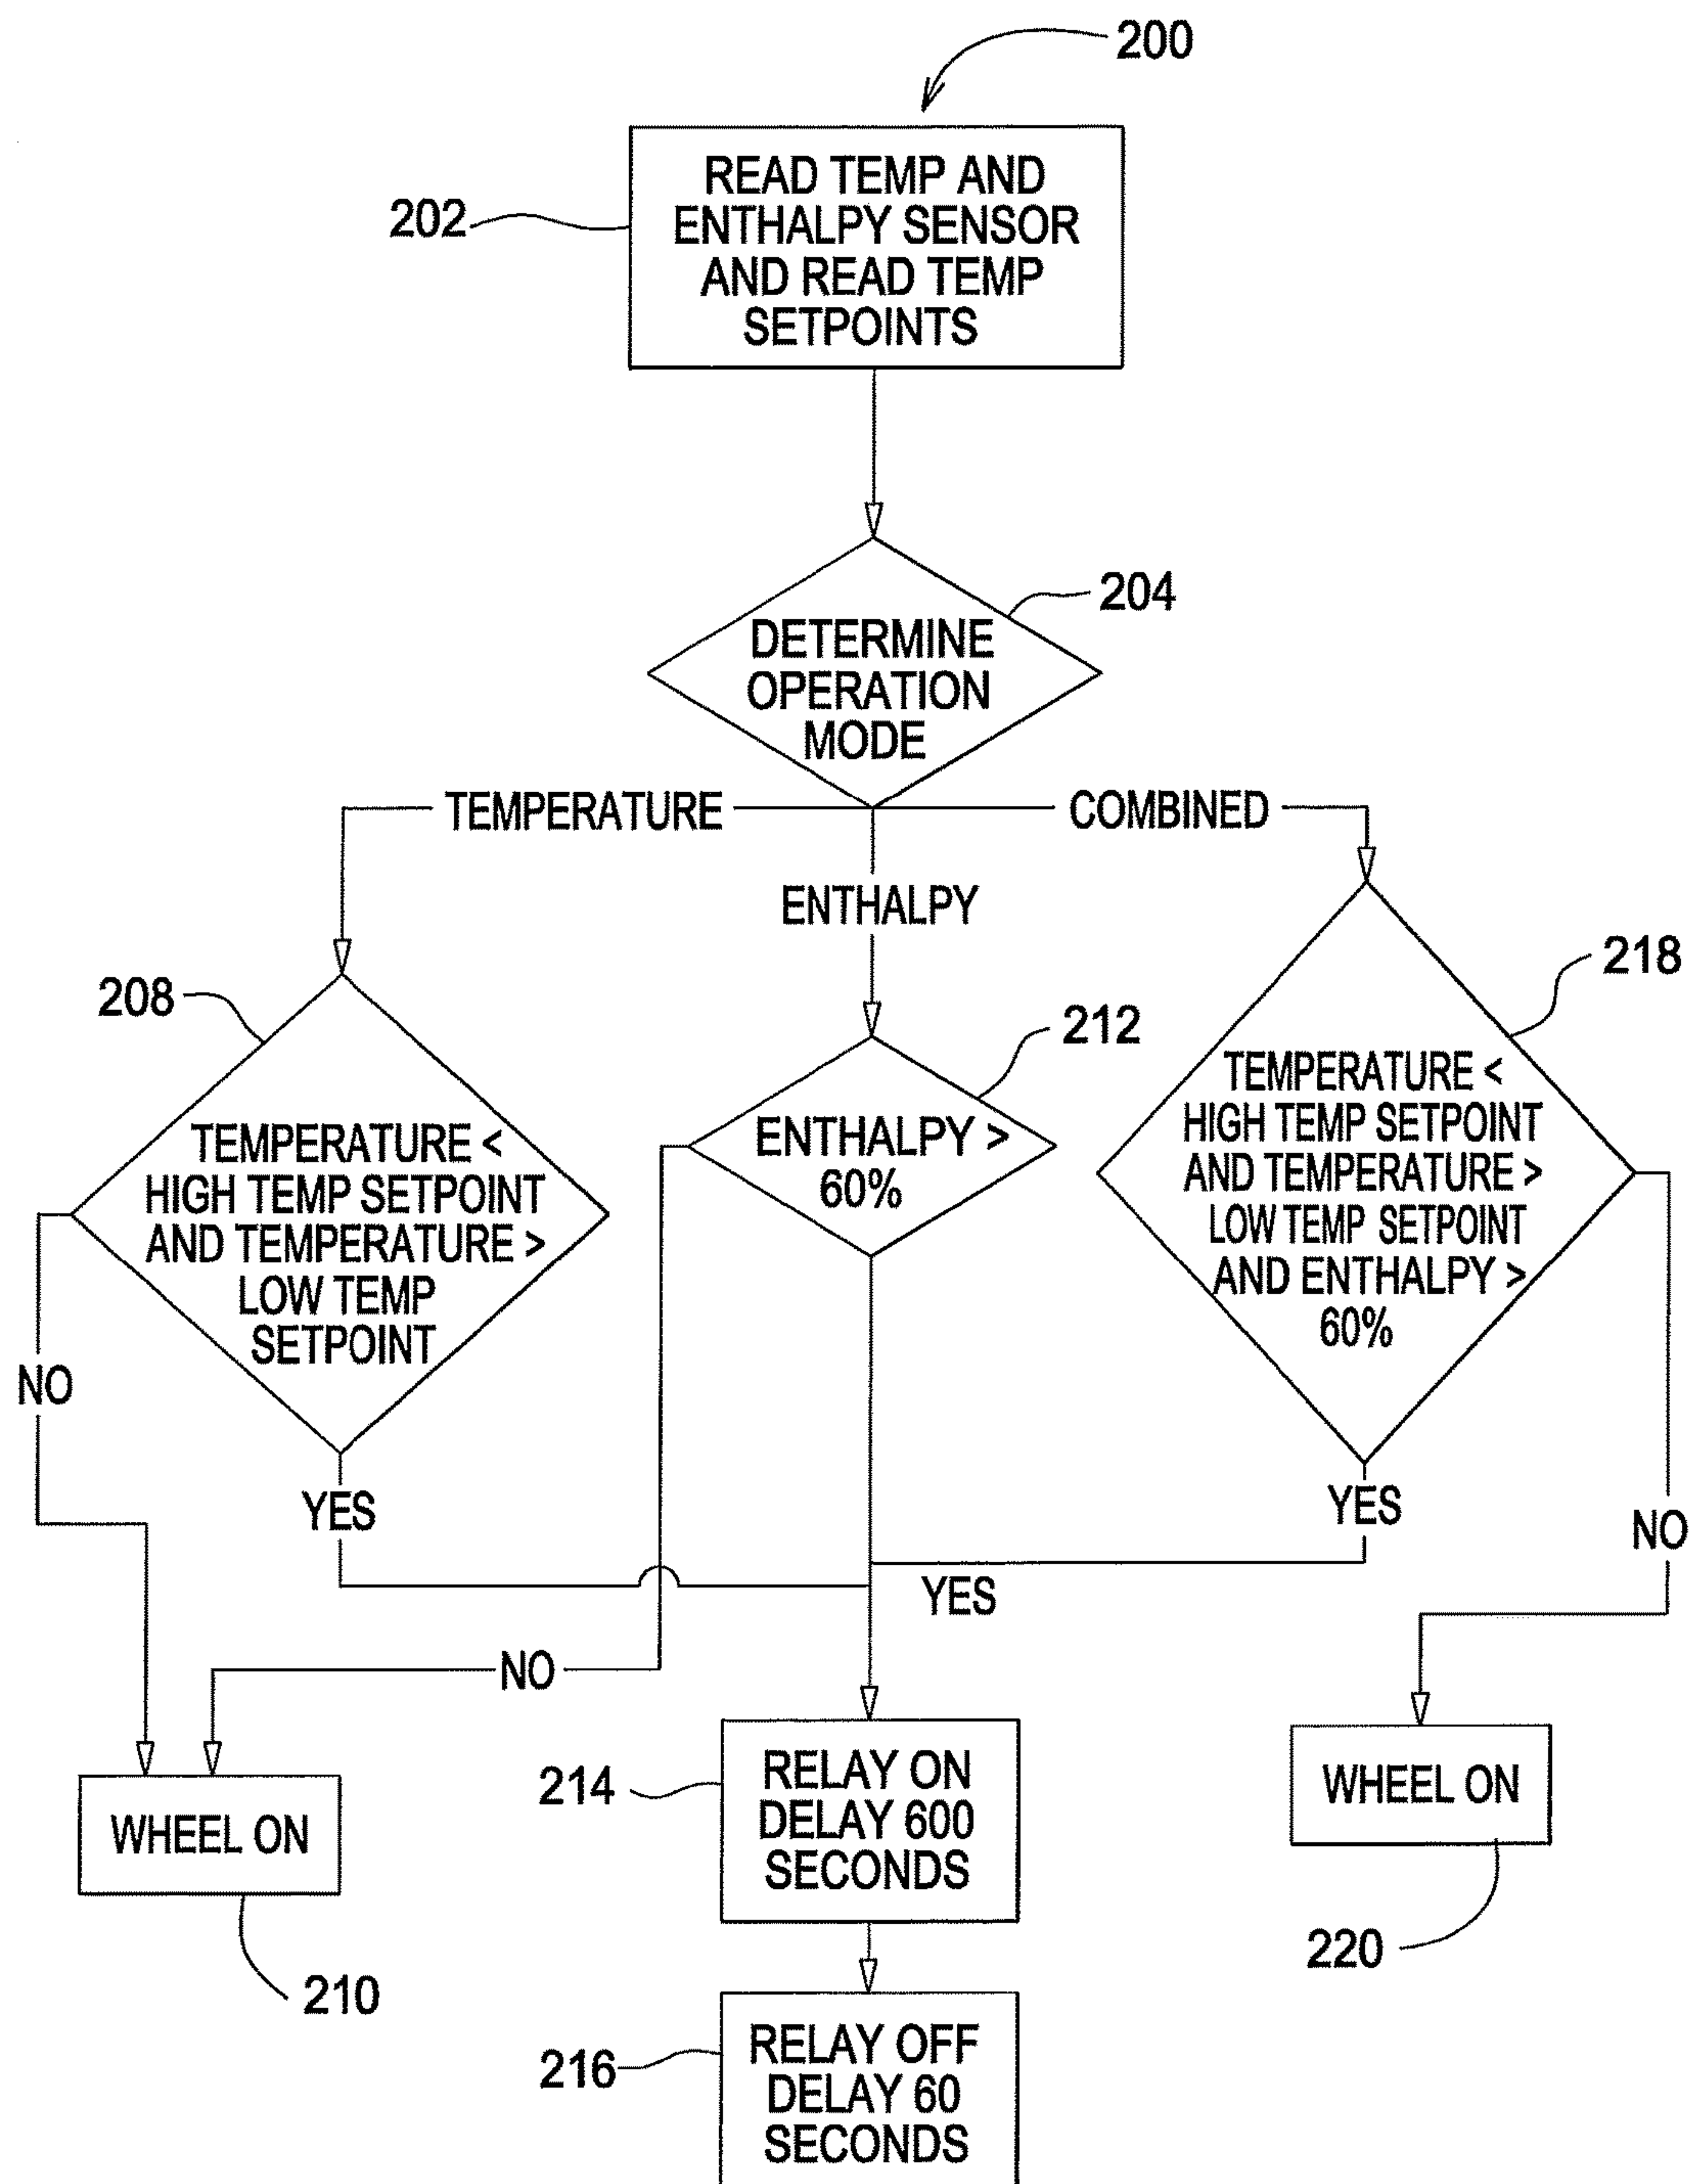 200
202
READ TEMP AND
ENTHALPY SENSOR
AND READ TEMP
SETPOINTS
204
DETERMINE
OPERATION
MODE
TEMPERATURE
COMBINED
ENTHALPY
208
TEMPERATURE <
HIGH TEMP SETPOINT
AND TEMPERATURE >
LOW TEMP
SETPOINT
212
ENTHALPY >
60%
218
TEMPERATURE <
HIGH TEMP SETPOINT
AND TEMPERATURE >
LOW TEMP SETPOINT
AND ENTHALPY >
60%
NO
YES
YES
NO
YES
NO
WHEEL ON
210
214
RELAY ON
DELAY 600
SECONDS
WHEEL ON
220
216
RELAY OFF
DELAY 60
SECONDS